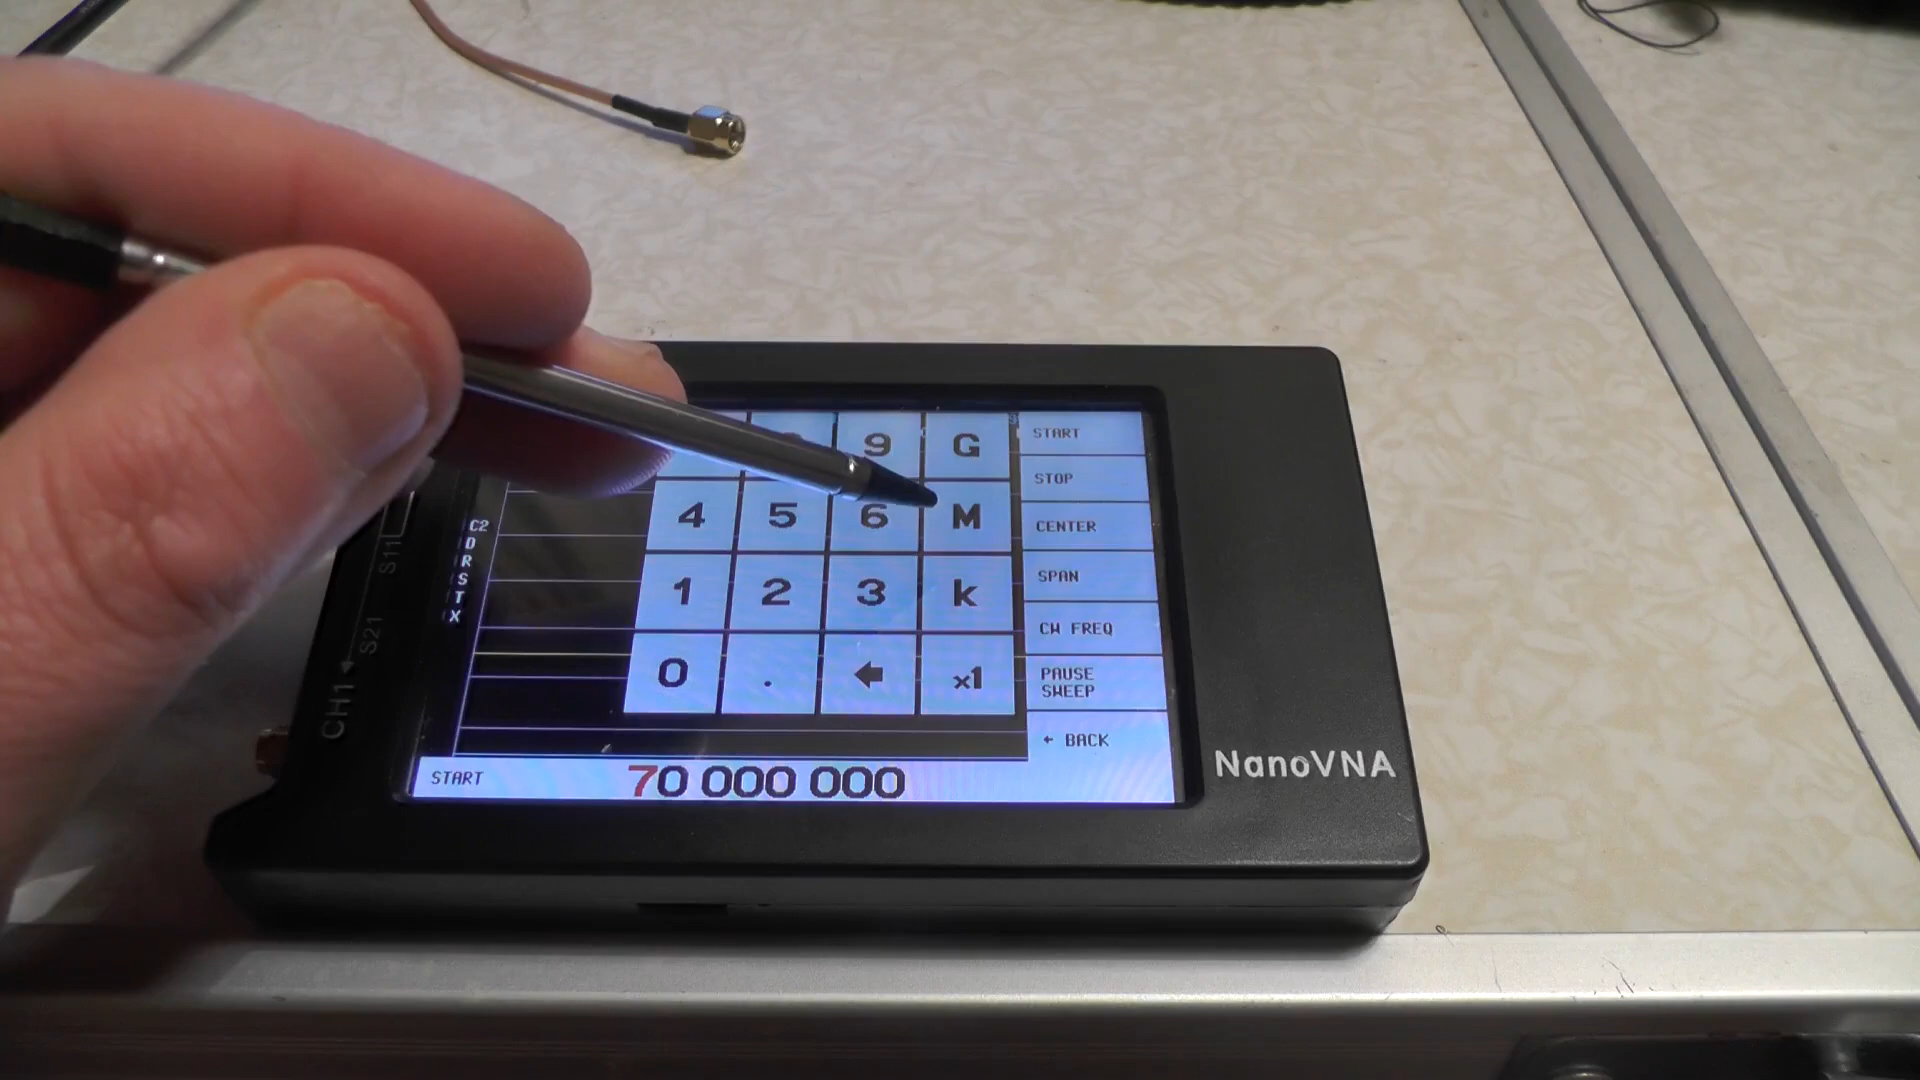 9 G
4 5 6 M
1 2 3 k
0 . ← x1
START
STOP
CENTER
SPAN
CW FREQ
PAUSE
SWEEP
← BACK
START 70 000 000
C2
D
R
S
T
X
S11
S21
CH1
NanoVNA